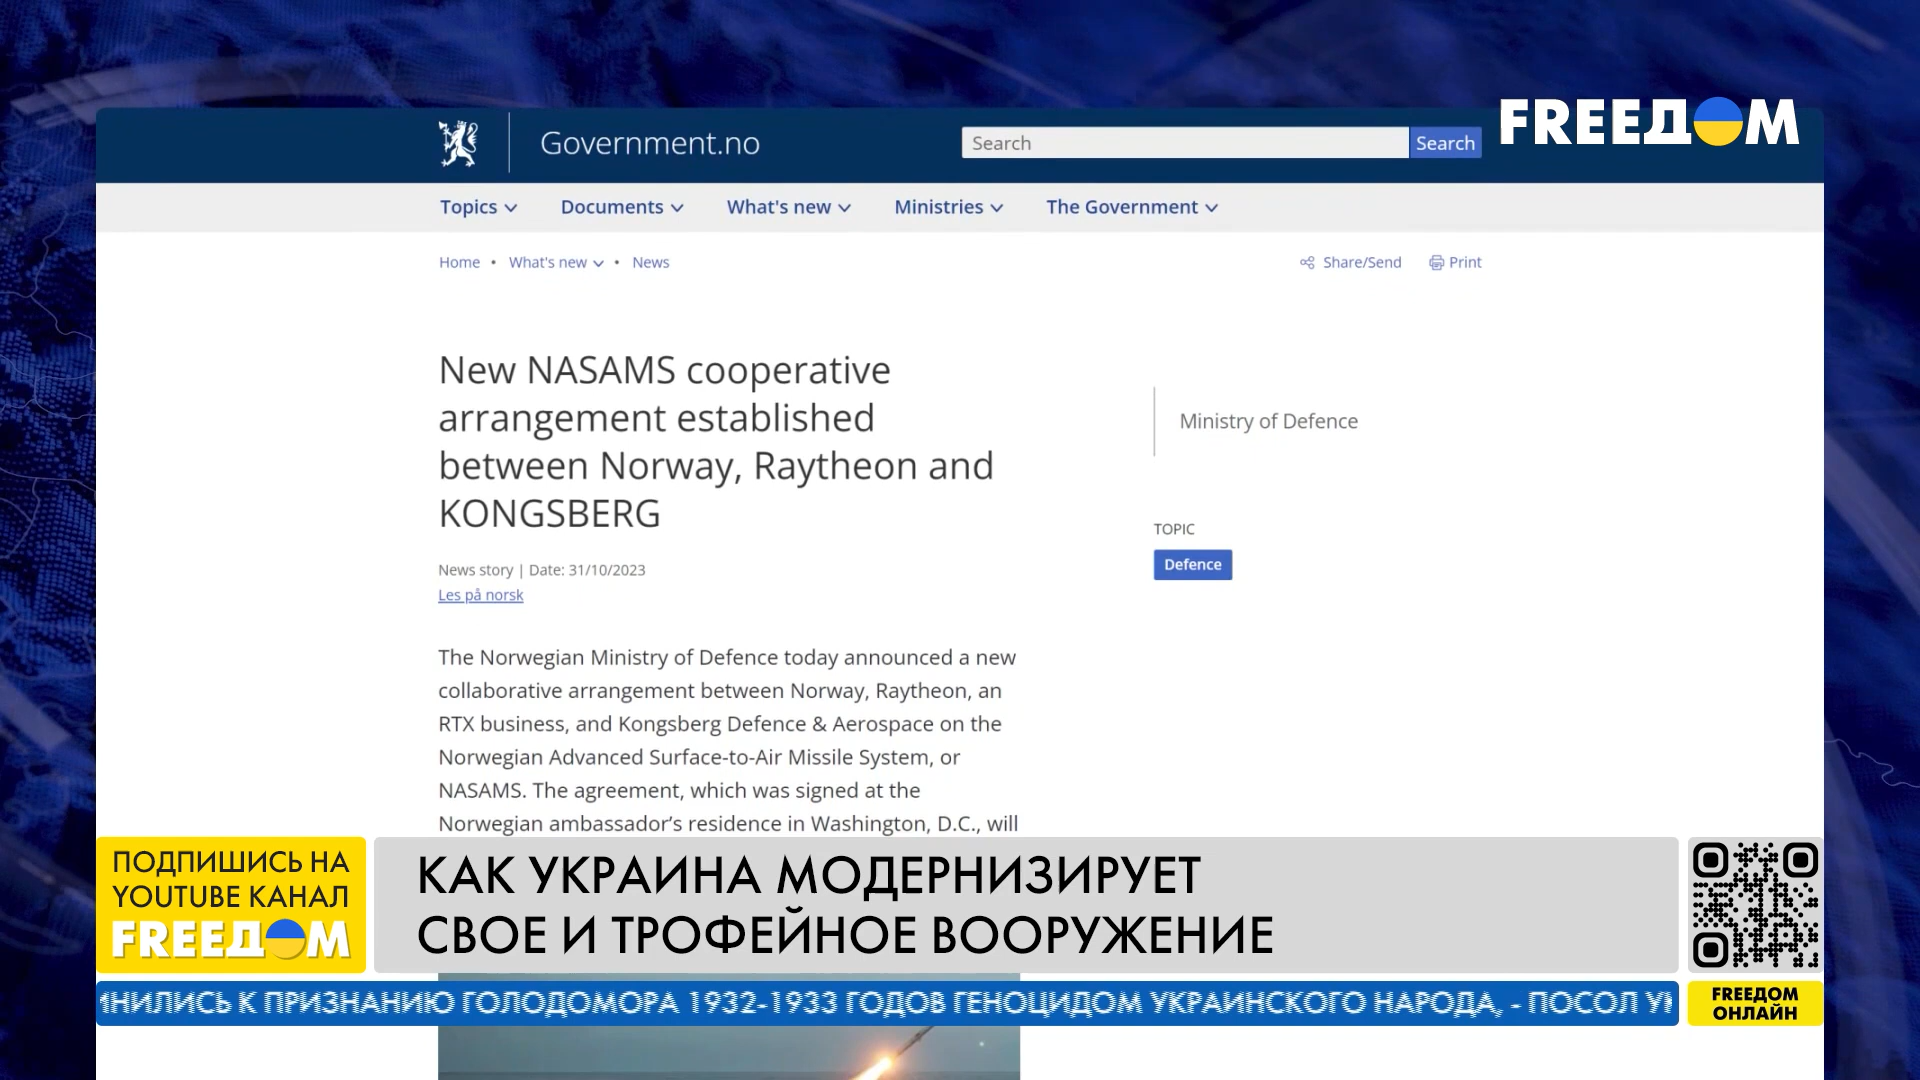 FREEДOM
Government.no
Search
Search
Topics
Documents
What's new
Ministries
The Government
Home • What's new • News
Share/Send
Print
New NASAMS cooperative
arrangement established
between Norway, Raytheon and
KONGSBERG
Ministry of Defence
TOPIC
Defence
News story | Date: 31/10/2023
Les på norsk
The Norwegian Ministry of Defence today announced a new
collaborative arrangement between Norway, Raytheon, an
RTX business, and Kongsberg Defence & Aerospace on the
Norwegian Advanced Surface-to-Air Missile System, or
NASAMS. The agreement, which was signed at the
Norwegian ambassador’s residence in Washington, D.C., will
ПОДПИШИСЬ НА
YOUTUBE КАНАЛ
FREEДOM
КАК УКРАИНА МОДЕРНИЗИРУЕТ
СВОЕ И ТРОФЕЙНОЕ ВООРУЖЕНИЕ
К ПРИЗНАНИЮ ГОЛОДОМОРА 1932-1933 ГОДОВ ГЕНОЦИДОМ УКРАИНСКОГО НАРОДА, - ПОСОЛ
FREEДОМ
ОНЛАЙН